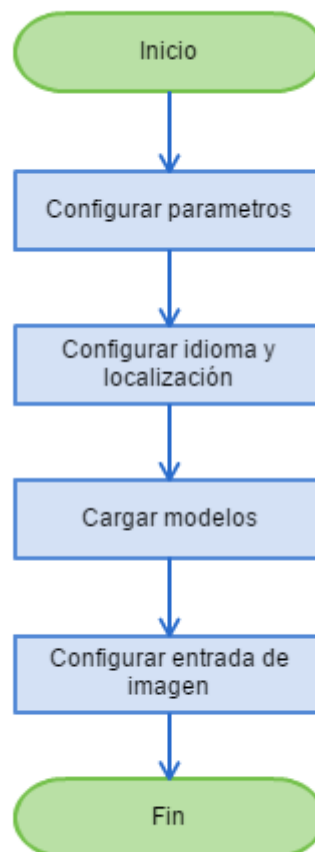 Inicio
Configurar parametros
Configurar idioma y
localización
Cargar modelos
Configurar entrada de
imagen
Fin